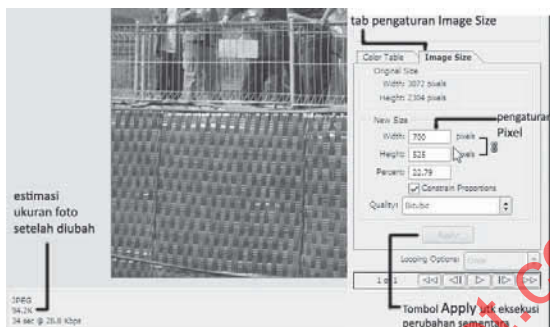 tab pengaturan Image Size
Color Table
Image Size
Original Size
Width: 3072 pixels
Height: 2304 pixels
New Size
pengaturan
Pixel
Width: 700 pixels
Height: 525 pixels
Percent: 22.79
Constrain Proportions
Quality: Bicubic
Apply
Looping Options:
1 of 1
estimasi
ukuran foto
setelah diubah
JPEG
94.2K
34 sec @ 28.8 Kbps
Tombol Apply utk eksekusi
perubahan sementara